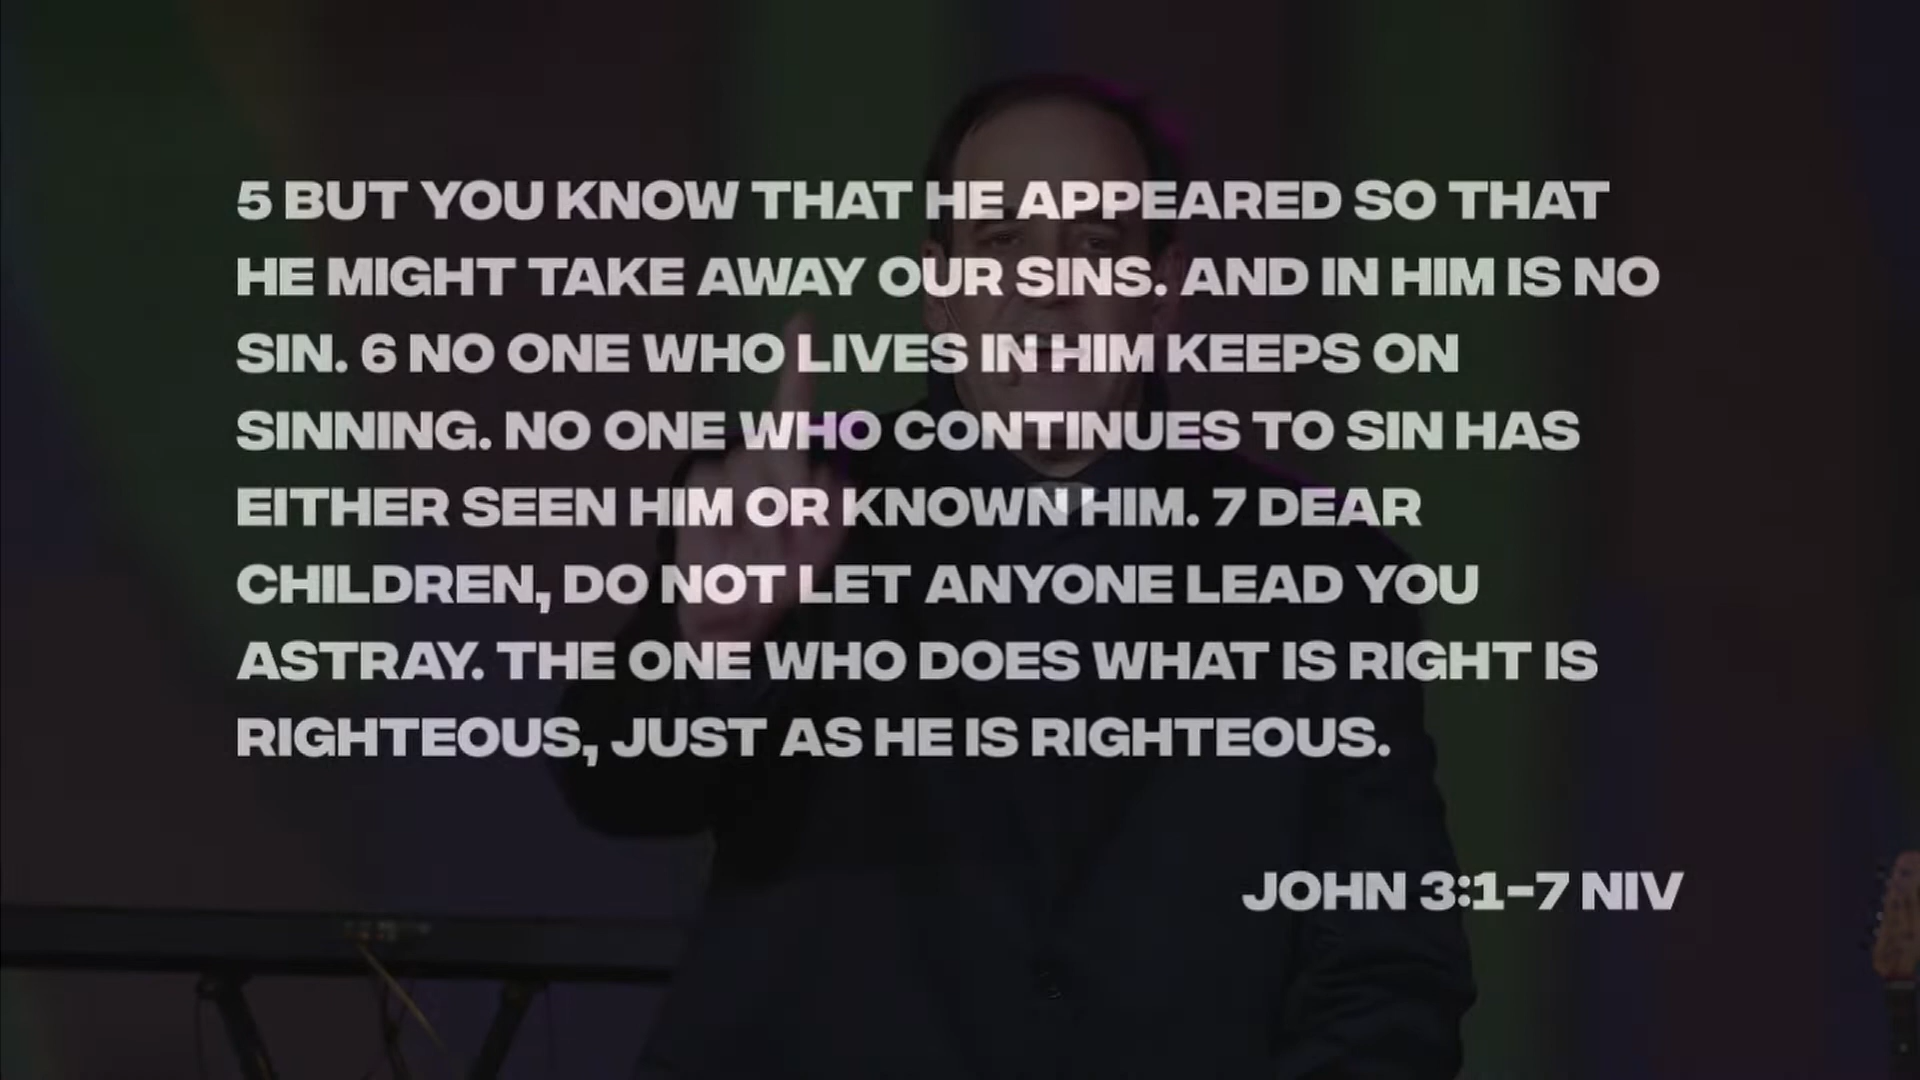 5 BUT YOU KNOW THAT HE APPEARED SO THAT
HE MIGHT TAKE AWAY OUR SINS. AND IN HIM IS NO
SIN. 6 NO ONE WHO LIVES IN HIM KEEPS ON
SINNING. NO ONE WHO CONTINUES TO SIN HAS
EITHER SEEN HIM OR KNOWN HIM. 7 DEAR
CHILDREN, DO NOT LET ANYONE LEAD YOU
ASTRAY. THE ONE WHO DOES WHAT IS RIGHT IS
RIGHTEOUS, JUST AS HE IS RIGHTEOUS.
JOHN 3:1-7 NIV